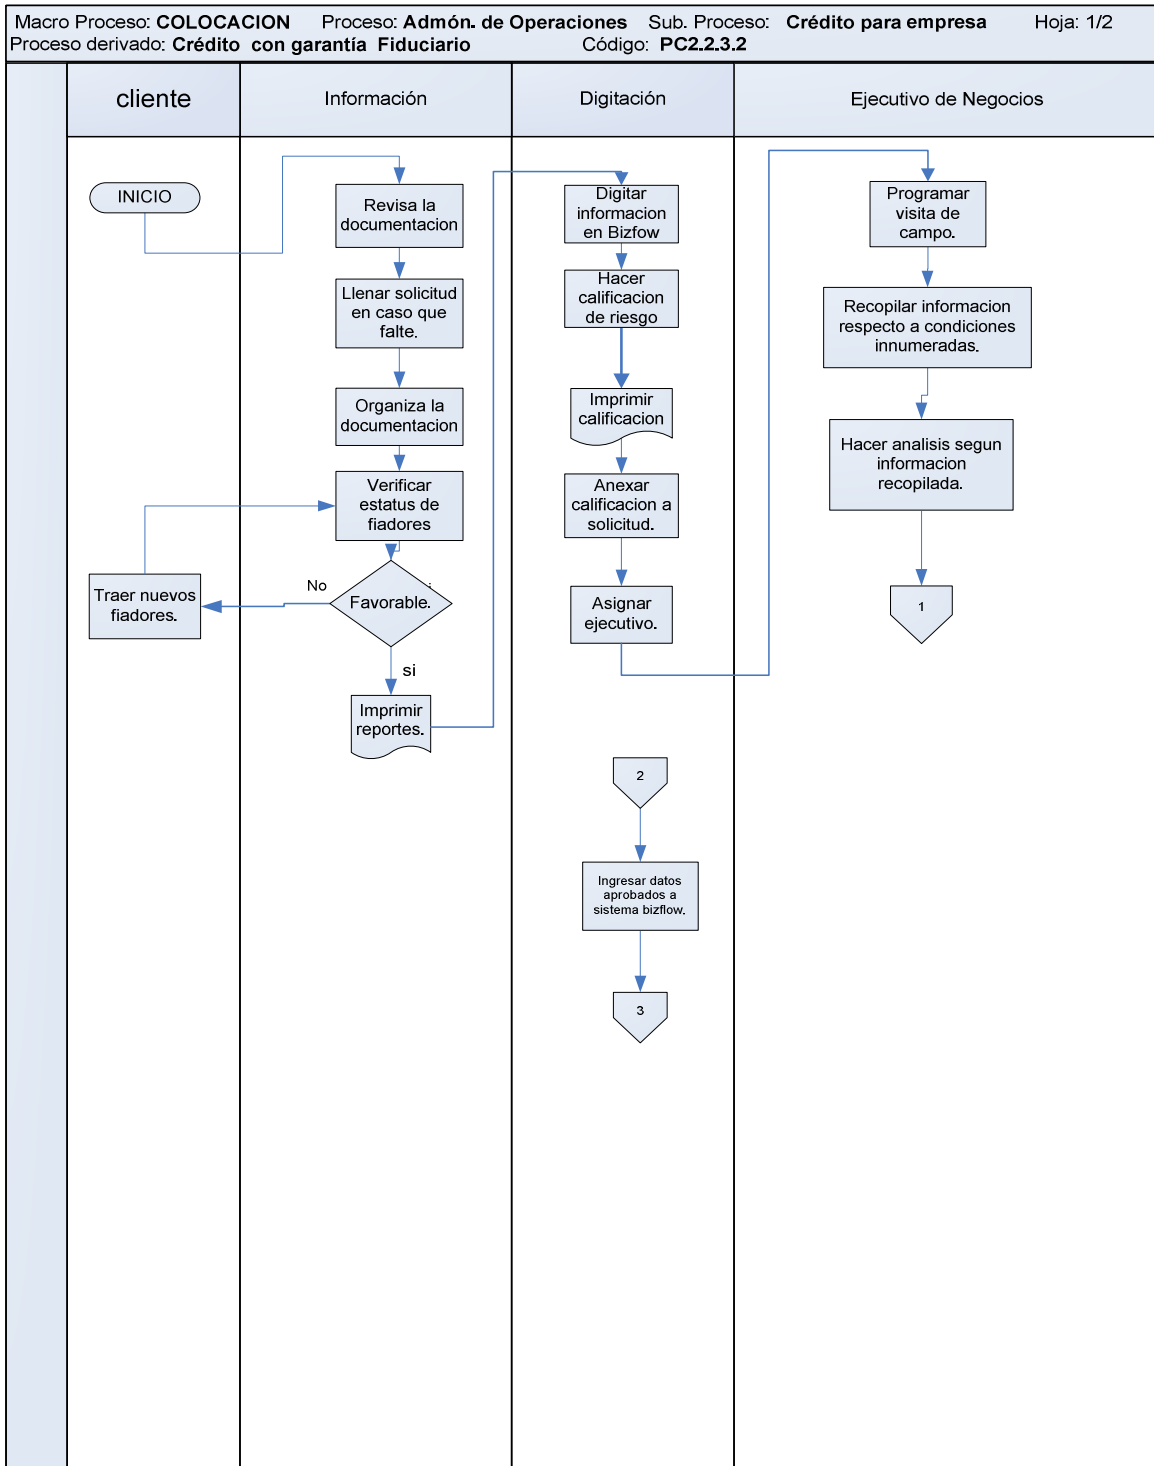 Macro Proceso: COLOCACION Proceso: Admón. de Operaciones Sub. Proceso: Crédito para empresa Hoja: 1/2
Proceso derivado: Crédito con garantía Fiduciario Código: PC2.2.3.2
cliente
Información
Digitación
Ejecutivo de Negocios
INICIO
Revisa la
documentacion
Llenar solicitud
en caso que
falte.
Organiza la
documentacion
Verificar
estatus de
fiadores
No
Favorable.
Traer nuevos
fiadores.
si
Imprimir
reportes.
Digitar
informacion
en Bizfow
Hacer
calificacion
de riesgo
Imprimir
calificacion
Anexar
calificacion a
solicitud.
Asignar
ejecutivo.
2
Ingresar datos
aprobados a
sistema bizflow.
3
Programar
visita de
campo.
Recopilar informacion
respecto a condiciones
innumeradas.
Hacer analisis segun
informacion
recopilada.
1